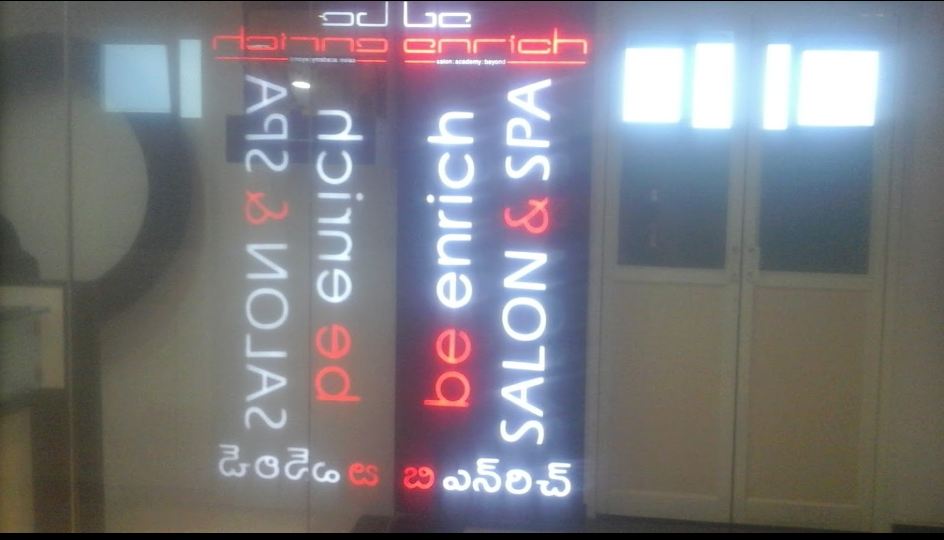 be
enrich
salon: academy: beyond
be enrich
SALON & SPA
బి ఎన్‌రిచ్